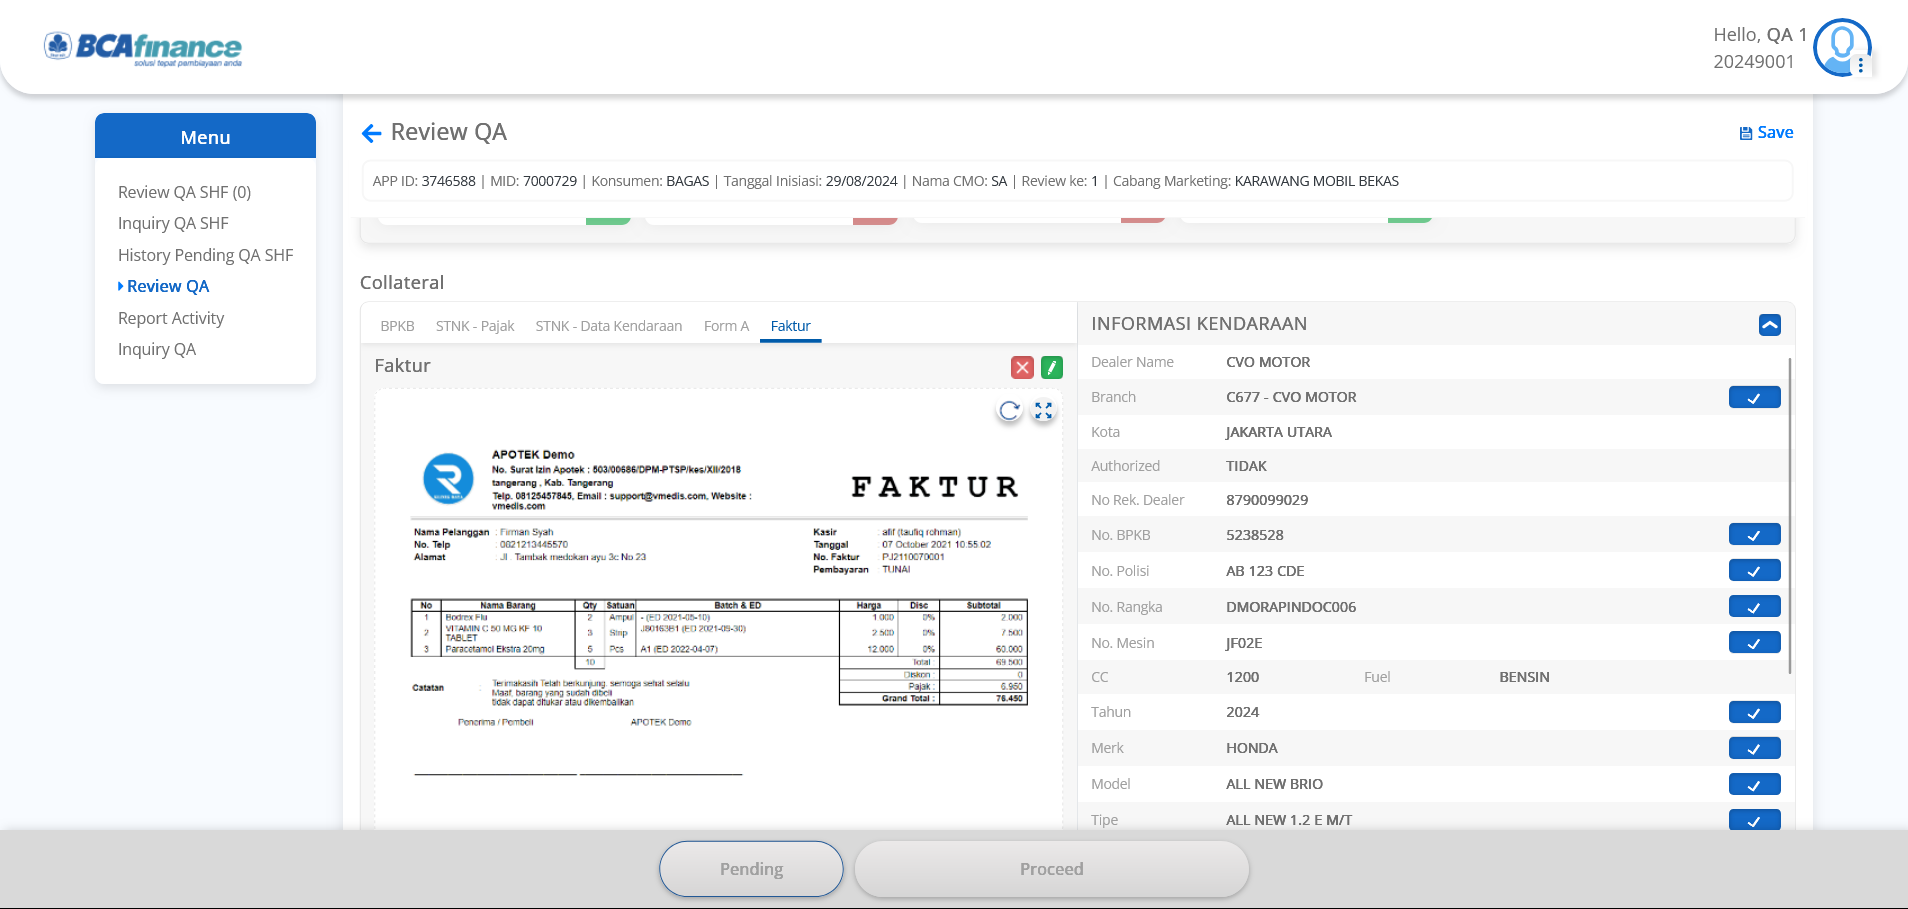 BCAfinance
solusi tepat pembiayaan anda
Hello, QA 1
20249001
Menu
Review QA SHF (0)
Inquiry QA SHF
History Pending QA SHF
Review QA
Report Activity
Inquiry QA
Review QA
Save
APP ID: 3746588 | MID: 7000729 | Konsumen: BAGAS | Tanggal Inisiasi: 29/08/2024 | Nama CMO: SA | Review ke: 1 | Cabang Marketing: KARAWANG MOBIL BEKAS
Collateral
BPKB STNK - Pajak STNK - Data Kendaraan Form A Faktur
Faktur
APOTEK Demo
No. Surat Izin Apotek : 503/00686/DPM-PTSP/kes/XII/2018
tangerang , Kab. Tangerang
Telp. 08125457845, Email : support@vmedis.com, Website :
vmedis.com
FAKTUR
Nama Pelanggan : Firman Syah
No. Telp : 0821213445570
Alamat : Jl . Tambak medokan ayu 3c No 23
Kasir : afif (taufiq rohman)
Tanggal : 07 October 2021 10:55:02
No. Faktur : PJ2110070001
Pembayaran : TUNAI
No Nama Barang Qty Satuan Batch & ED Harga Disc Subtotal
1 Bodrex Flu 2 Ampul - (ED 2021-05-10) 1.000 0% 2.000
2 VITAMIN C 50 MG KF 10 TABLET 3 Strip J80163B1 (ED 2021-09-30) 2.500 0% 7.500
3 Paracetamol Ekstra 20mg 5 Pcs A1 (ED 2022-04-07) 12.000 0% 60.000
10 Total : 69.500
Diskon : 0
Pajak : 6.950
Grand Total : 76.450
Catatan : Terimakasih Telah berkunjung, semoga sehat selalu
Maaf, barang yang sudah dibeli
tidak dapat ditukar atau dikembalikan
Penerima / Pembeli APOTEK Demo
INFORMASI KENDARAAN
Dealer Name CVO MOTOR
Branch C677 - CVO MOTOR
Kota JAKARTA UTARA
Authorized TIDAK
No Rek. Dealer 8790099029
No. BPKB 5238528
No. Polisi AB 123 CDE
No. Rangka DMORAPINDOC006
No. Mesin JF02E
CC 1200 Fuel BENSIN
Tahun 2024
Merk HONDA
Model ALL NEW BRIO
Tipe ALL NEW 1.2 E M/T
Pending
Proceed